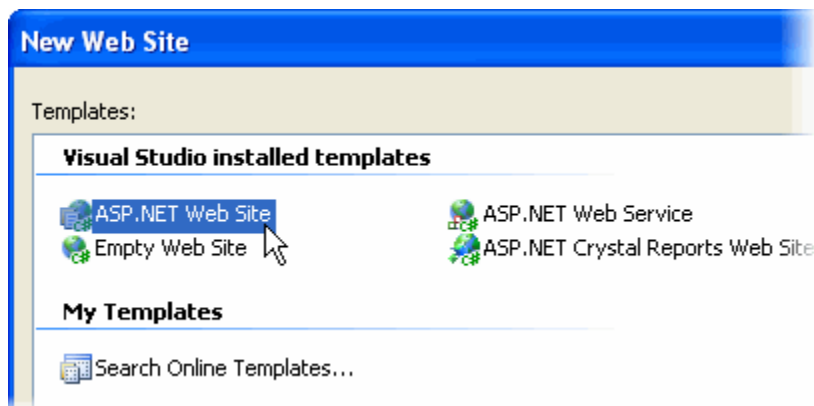 New Web Site
Templates:
Visual Studio installed templates
ASP.NET Web Site
ASP.NET Web Service
Empty Web Site
ASP.NET Crystal Reports Web Site
My Templates
Search Online Templates...